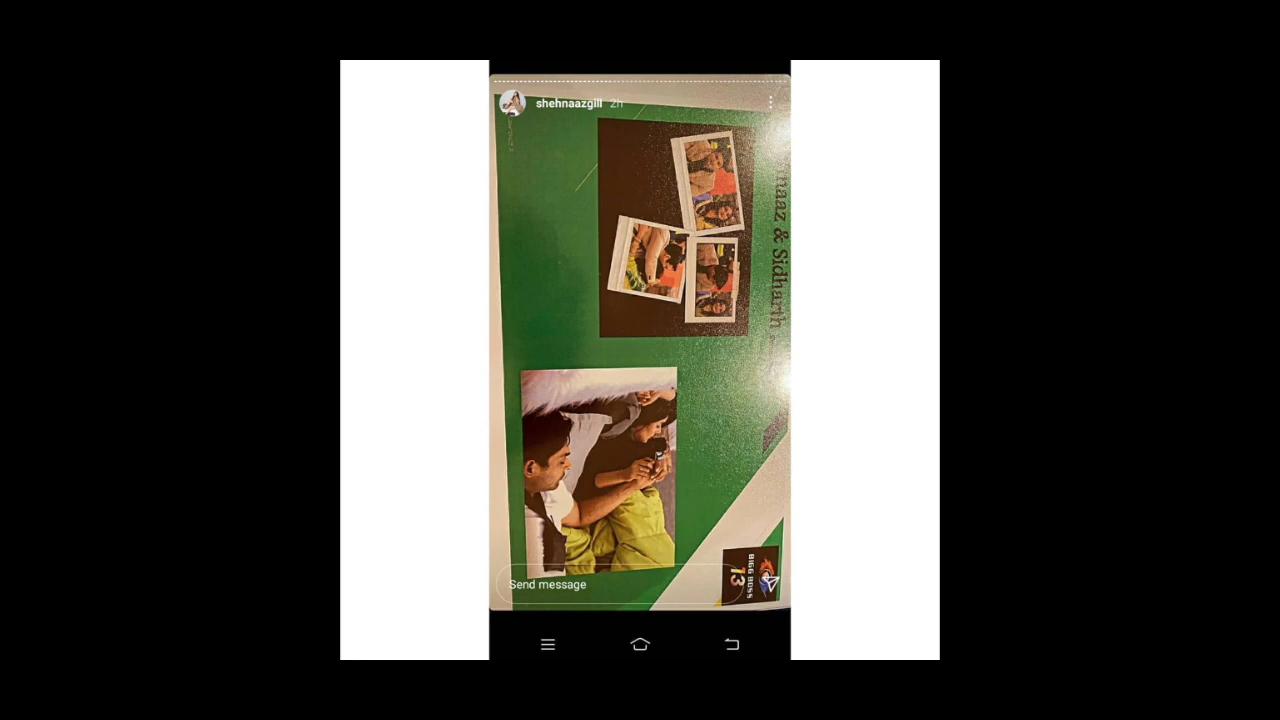 shehnaazgill 2h
naaz & Sidharth
BIGG BOSS
13
Send message